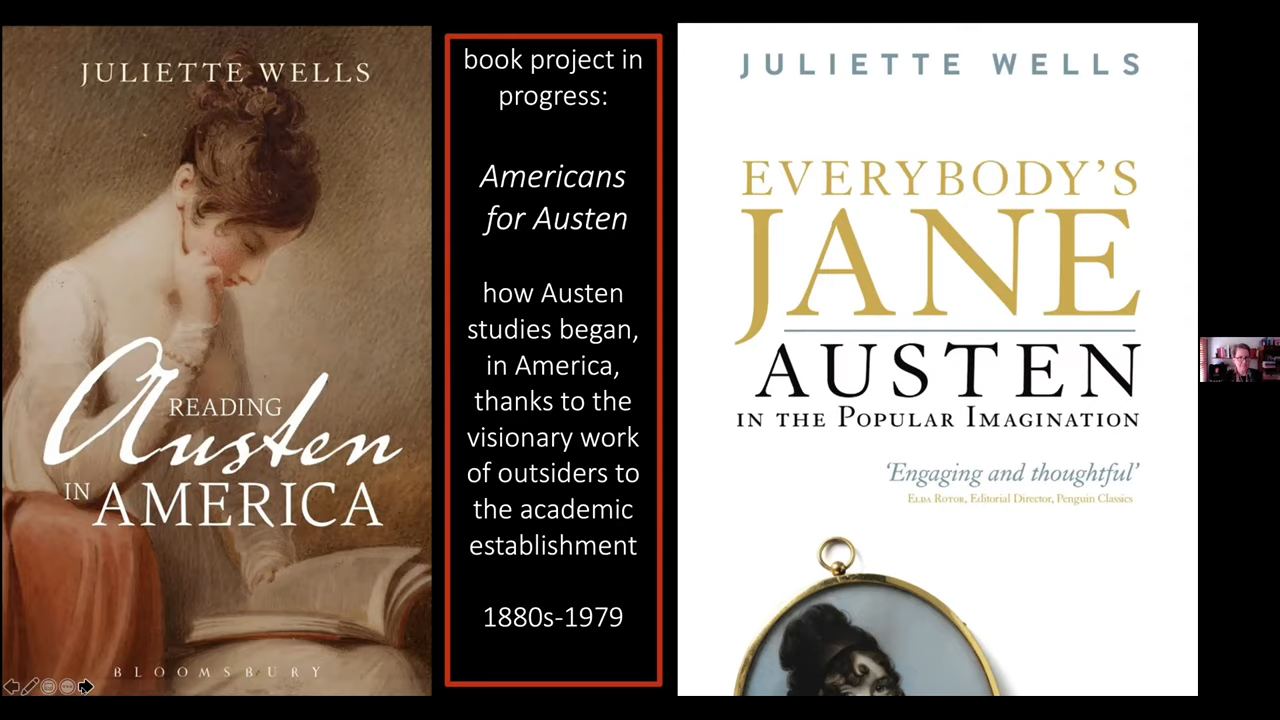 JULIETTE WELLS
READING
Austen
IN AMERICA
BLOOMSBURY
book project in
progress:
Americans
for Austen
how Austen
studies began,
in America,
thanks to the
visionary work
of outsiders to
the academic
establishment
1880s-1979
JULIETTE WELLS
EVERYBODY'S
JANE
AUSTEN
IN THE POPULAR IMAGINATION
'Engaging and thoughtful'
ELDA ROTOR, Editorial Director, Penguin Classics